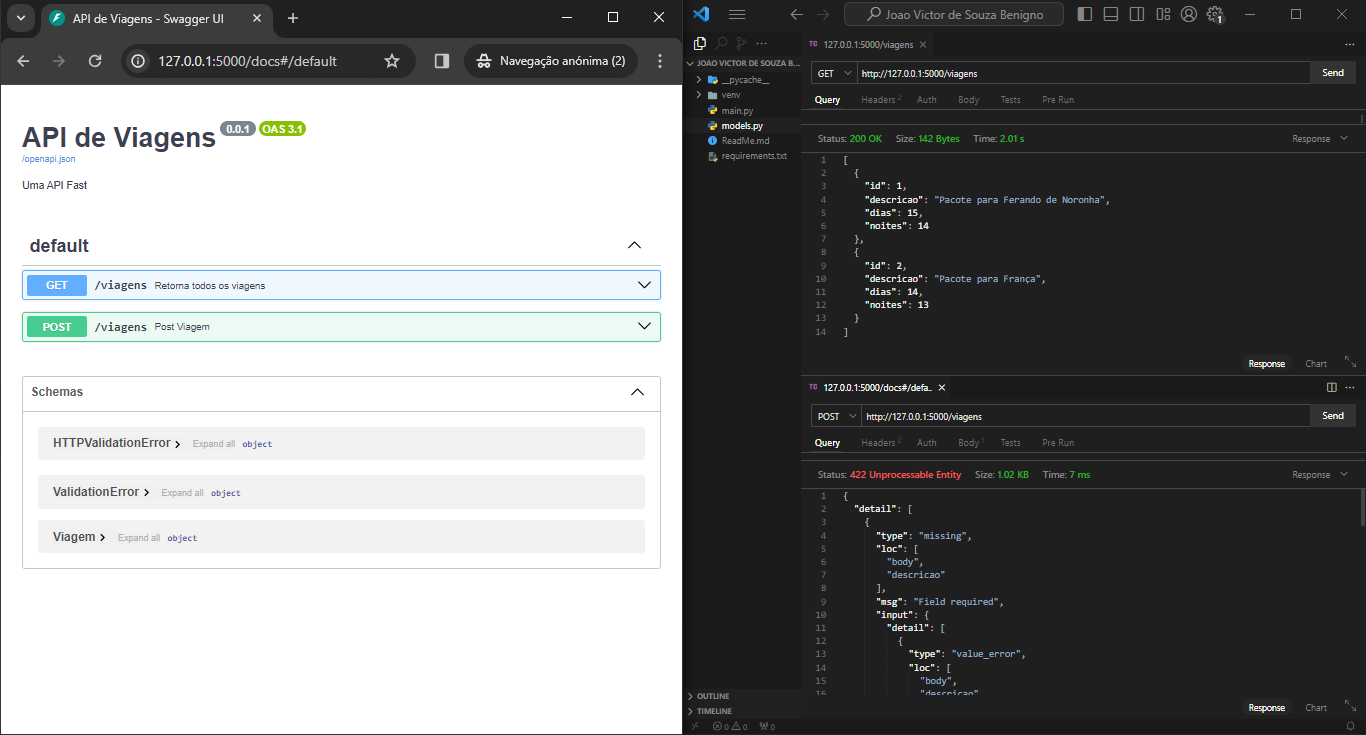 API de Viagens - Swagger UI
127.0.0.1:5000/docs#/default
Navegação anónima (2)
API de Viagens 0.0.1 OAS 3.1
/openapi.json
Uma API Fast
default
GET /viagens Retorna todos os viagens
POST /viagens Post Viagem
Schemas
HTTPValidationError Expand all object
ValidationError Expand all object
Viagem Expand all object
Joao Victor de Souza Benigno
1
JOAO VICTOR DE SOUZA B...
__pycache__
venv
main.py
models.py
ReadMe.md
requirements.txt
OUTLINE
TIMELINE
0 0 0
TC 127.0.0.1:5000/viagens
GET http://127.0.0.1:5000/viagens Send
Query Headers 2 Auth Body Tests Pre Run
Status: 200 OK Size: 142 Bytes Time: 2.01 s Response
1 [
2 {
3 "id": 1,
4 "descricao": "Pacote para Ferando de Noronha",
5 "dias": 15,
6 "noites": 14
7 },
8 {
9 "id": 2,
10 "descricao": "Pacote para França",
11 "dias": 14,
12 "noites": 13
13 }
14 ]
Response Chart
TC 127.0.0.1:5000/docs#/defa..
POST http://127.0.0.1:5000/viagens Send
Query Headers 2 Auth Body 1 Tests Pre Run
Status: 422 Unprocessable Entity Size: 1.02 KB Time: 7 ms Response
1 {
2 "detail": [
3 {
4 "type": "missing",
5 "loc": [
6 "body",
7 "descricao"
8 ],
9 "msg": "Field required",
10 "input": {
11 "detail": [
12 {
13 "type": "value_error",
14 "loc": [
15 "body",
16 "descricao"
Response Chart